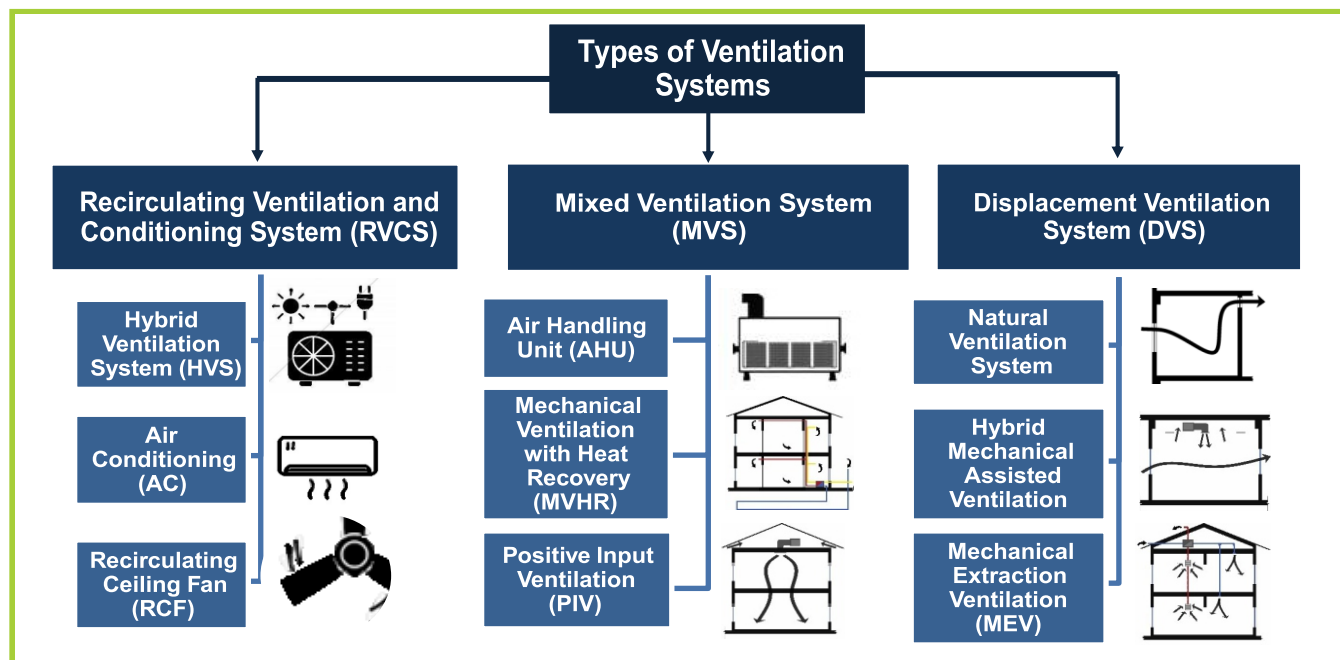 Types of Ventilation
Systems
Recirculating Ventilation and
Conditioning System (RVCS)
Hybrid
Ventilation
System (HVS)
Air
Conditioning
(AC)
Recirculating
Ceiling Fan
(RCF)
Mixed Ventilation System
(MVS)
Air Handling
Unit (AHU)
Mechanical
Ventilation
with Heat
Recovery
(MVHR)
Positive Input
Ventilation
(PIV)
Displacement Ventilation
System (DVS)
Natural
Ventilation
System
Hybrid
Mechanical
Assisted
Ventilation
Mechanical
Extraction
Ventilation
(MEV)